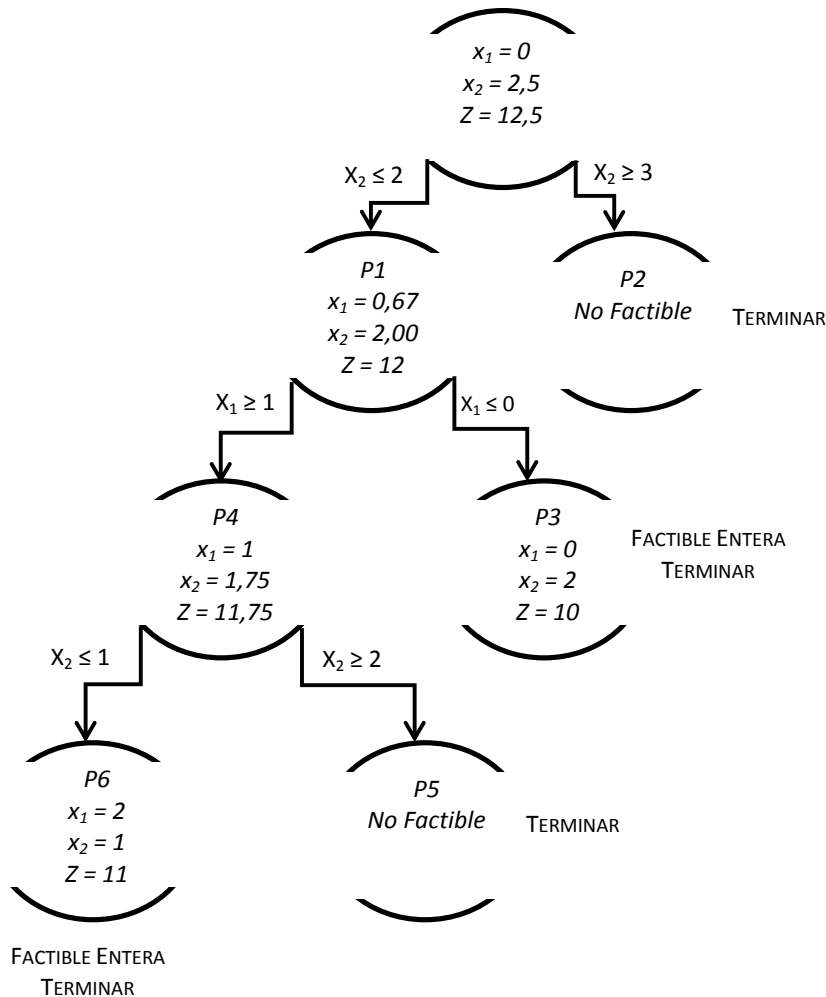 x₁ = 0
x₂ = 2,5
Z = 12,5
X₂ ≤ 2
X₂ ≥ 3
P1
x₁ = 0,67
x₂ = 2,00
Z = 12
P2
No Factible
TERMINAR
X₁ ≥ 1
X₁ ≤ 0
P4
x₁ = 1
x₂ = 1,75
Z = 11,75
P3
x₁ = 0
x₂ = 2
Z = 10
FACTIBLE ENTERA
TERMINAR
X₂ ≤ 1
X₂ ≥ 2
P6
x₁ = 2
x₂ = 1
Z = 11
P5
No Factible
TERMINAR
FACTIBLE ENTERA
TERMINAR